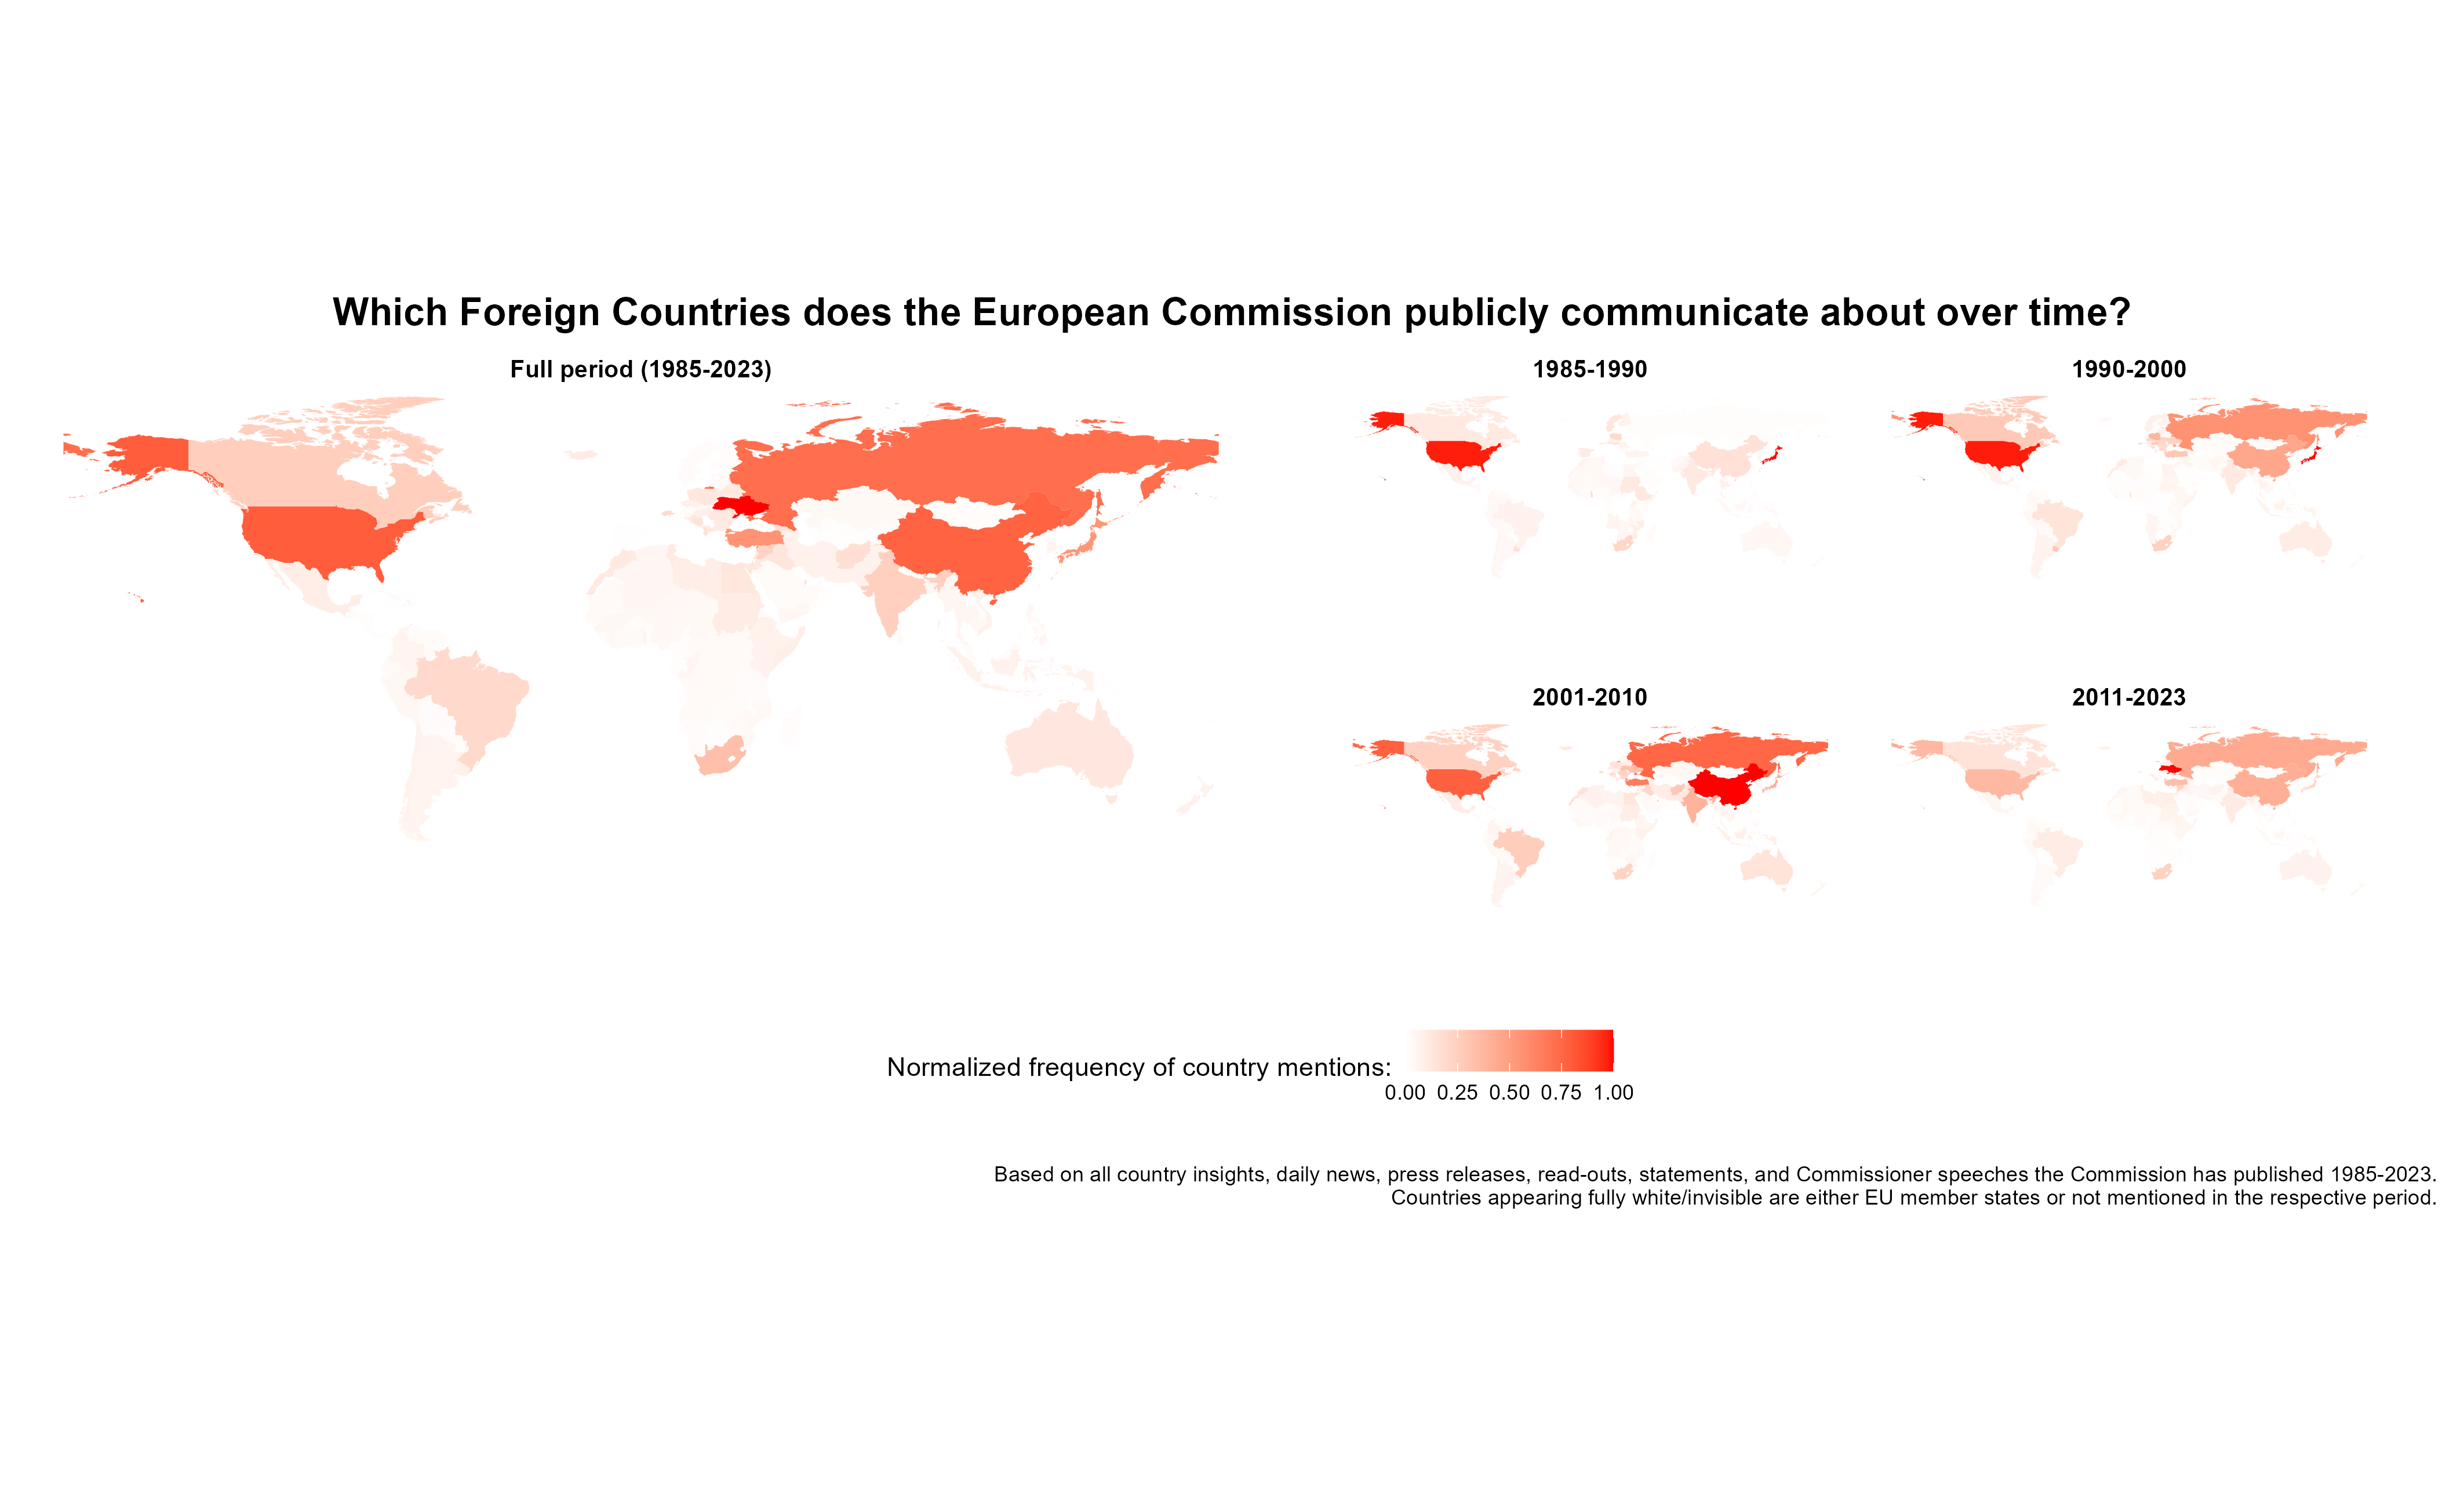 Which Foreign Countries does the European Commission publicly communicate about over time?
Full period (1985-2023)
1985-1990
1990-2000
2001-2010
2011-2023
Normalized frequency of country mentions:
0.00 0.25 0.50 0.75 1.00
Based on all country insights, daily news, press releases, read-outs, statements, and Commissioner speeches the Commission has published 1985-2023.
Countries appearing fully white/invisible are either EU member states or not mentioned in the respective period.